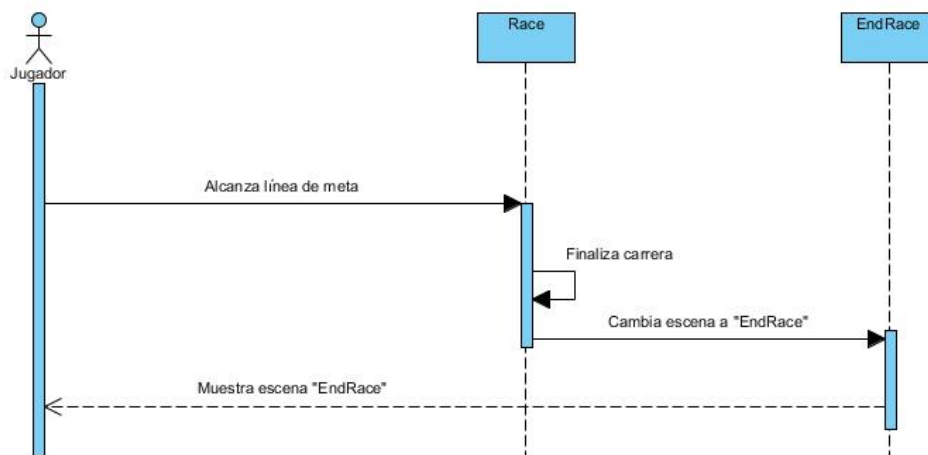 Race
EndRace
Jugador
Alcanza línea de meta
Finaliza carrera
Cambia escena a "EndRace"
Muestra escena "EndRace"